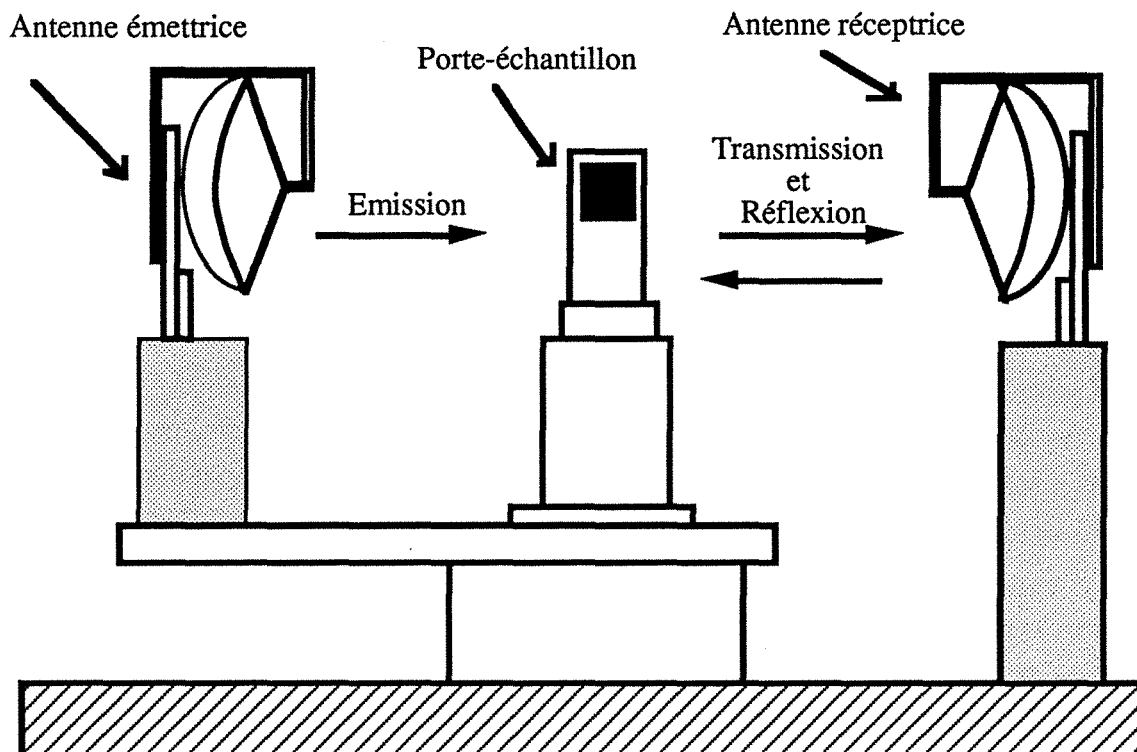 Antenne émettrice
Porte-échantillon
Antenne réceptrice
Emission
Transmission
et
Réflexion